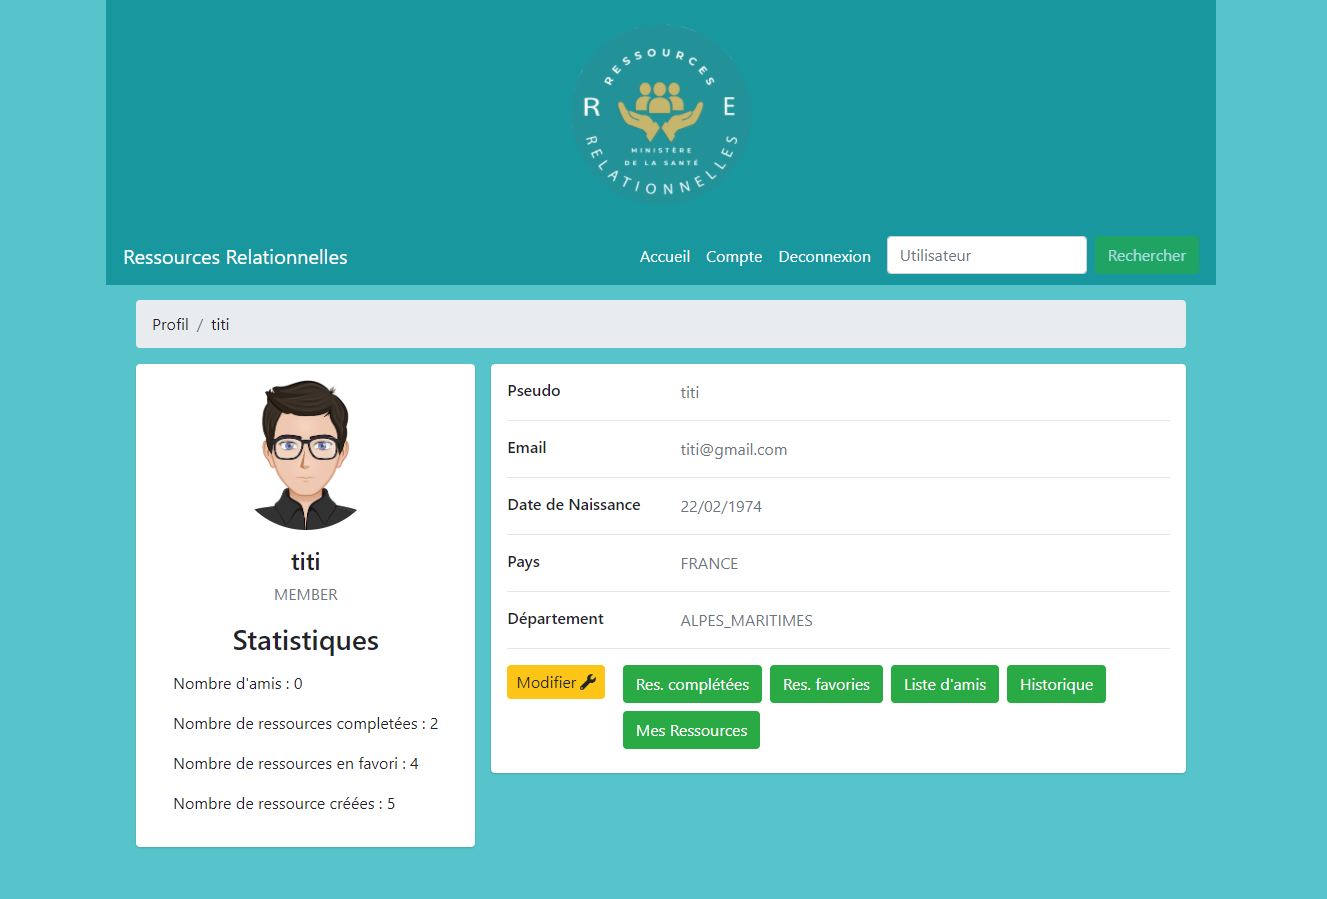 RESSOURCES
R E
MINISTÈRE
DE LA SANTÉ
RELATIONNELLES
Ressources Relationnelles
Accueil Compte Deconnexion Utilisateur Rechercher
Profil / titi
titi
MEMBER
Statistiques
Nombre d'amis : 0
Nombre de ressources completées : 2
Nombre de ressources en favori : 4
Nombre de ressource créées : 5
Pseudo titi
Email titi@gmail.com
Date de Naissance 22/02/1974
Pays FRANCE
Département ALPES_MARITIMES
Modifier Res. complétées Res. favories Liste d'amis Historique
Mes Ressources